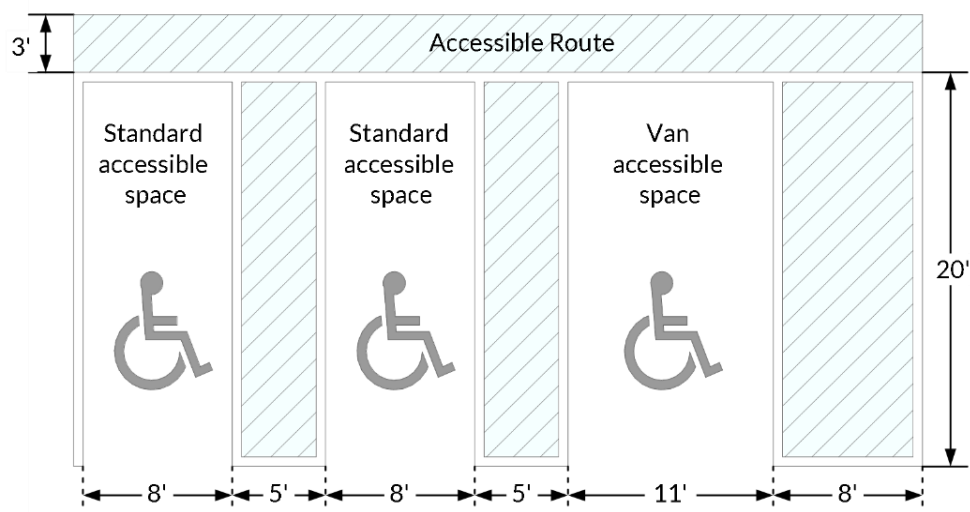 3'
Accessible Route
Standard
accessible
space
Standard
accessible
space
Van
accessible
space
20'
8'
5'
8'
5'
11'
8'